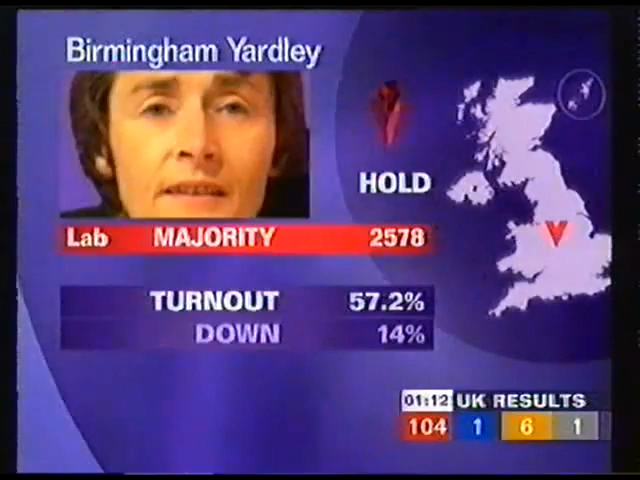 Birmingham Yardley
HOLD
Lab MAJORITY 2578
TURNOUT 57.2%
DOWN 14%
01:12 UK RESULTS
104 1 6 1